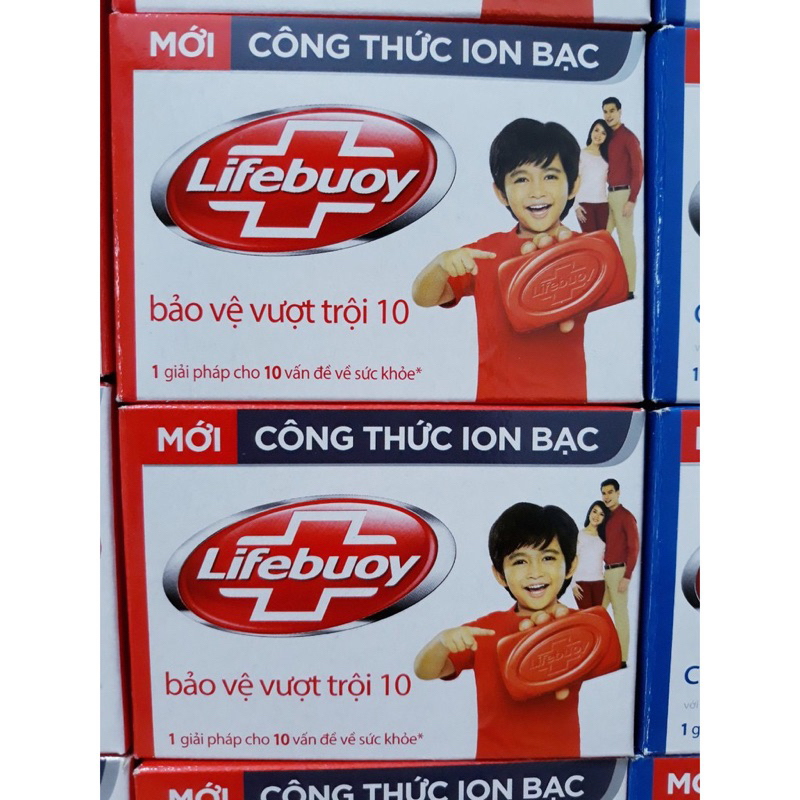 MỚI CÔNG THỨC ION BẠC
Lifebuoy
Lifebuoy
bảo vệ vượt trội 10
1 giải pháp cho 10 vấn đề về sức khỏe*
MỚI CÔNG THỨC ION BẠC
Lifebuoy
Lifebuoy
bảo vệ vượt trội 10
1 giải pháp cho 10 vấn đề về sức khỏe*
MỚI CÔNG THỨC ION BẠC